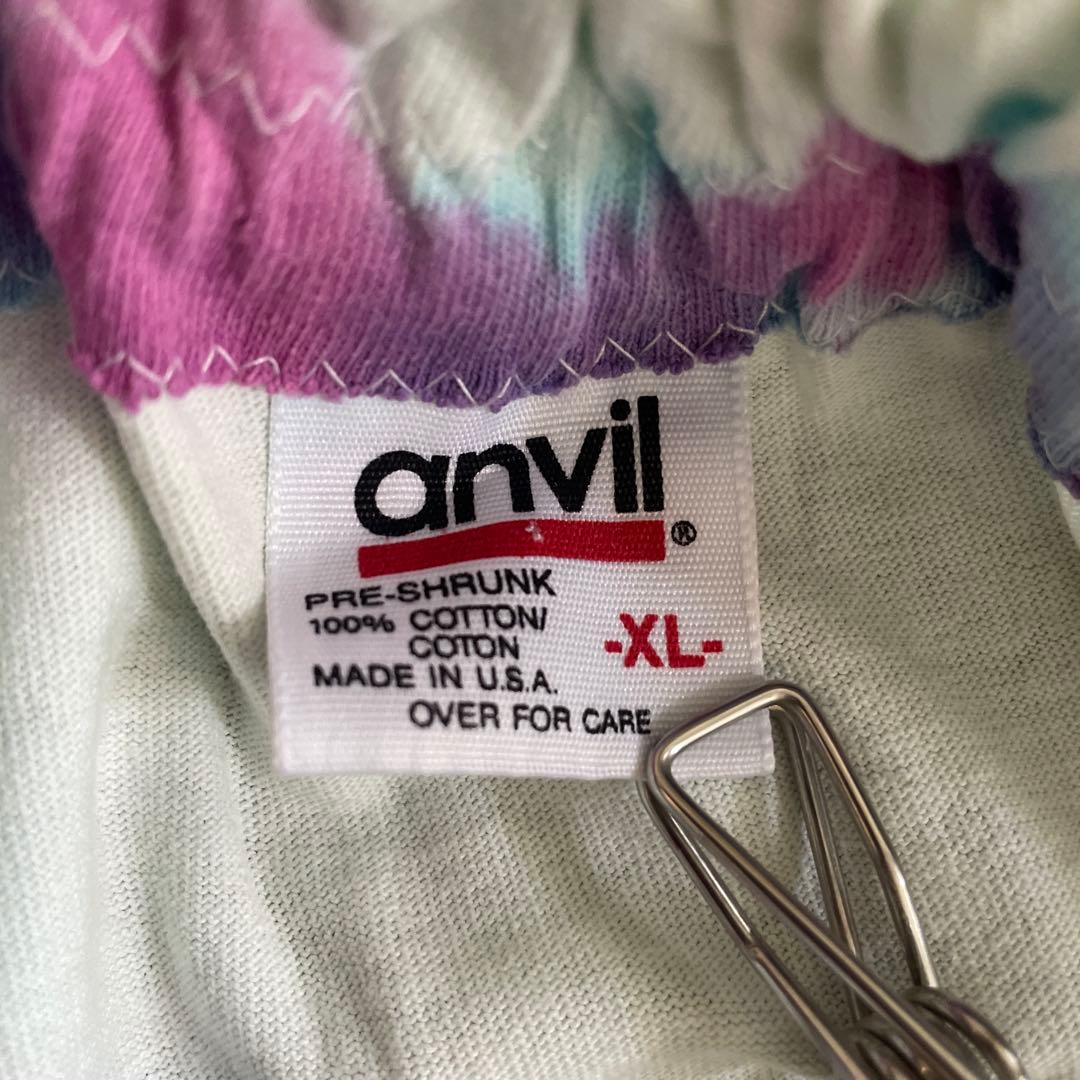 anvil®
PRE-SHRUNK
100% COTTON/
COTON
-XL-
MADE IN U.S.A.
OVER FOR CARE